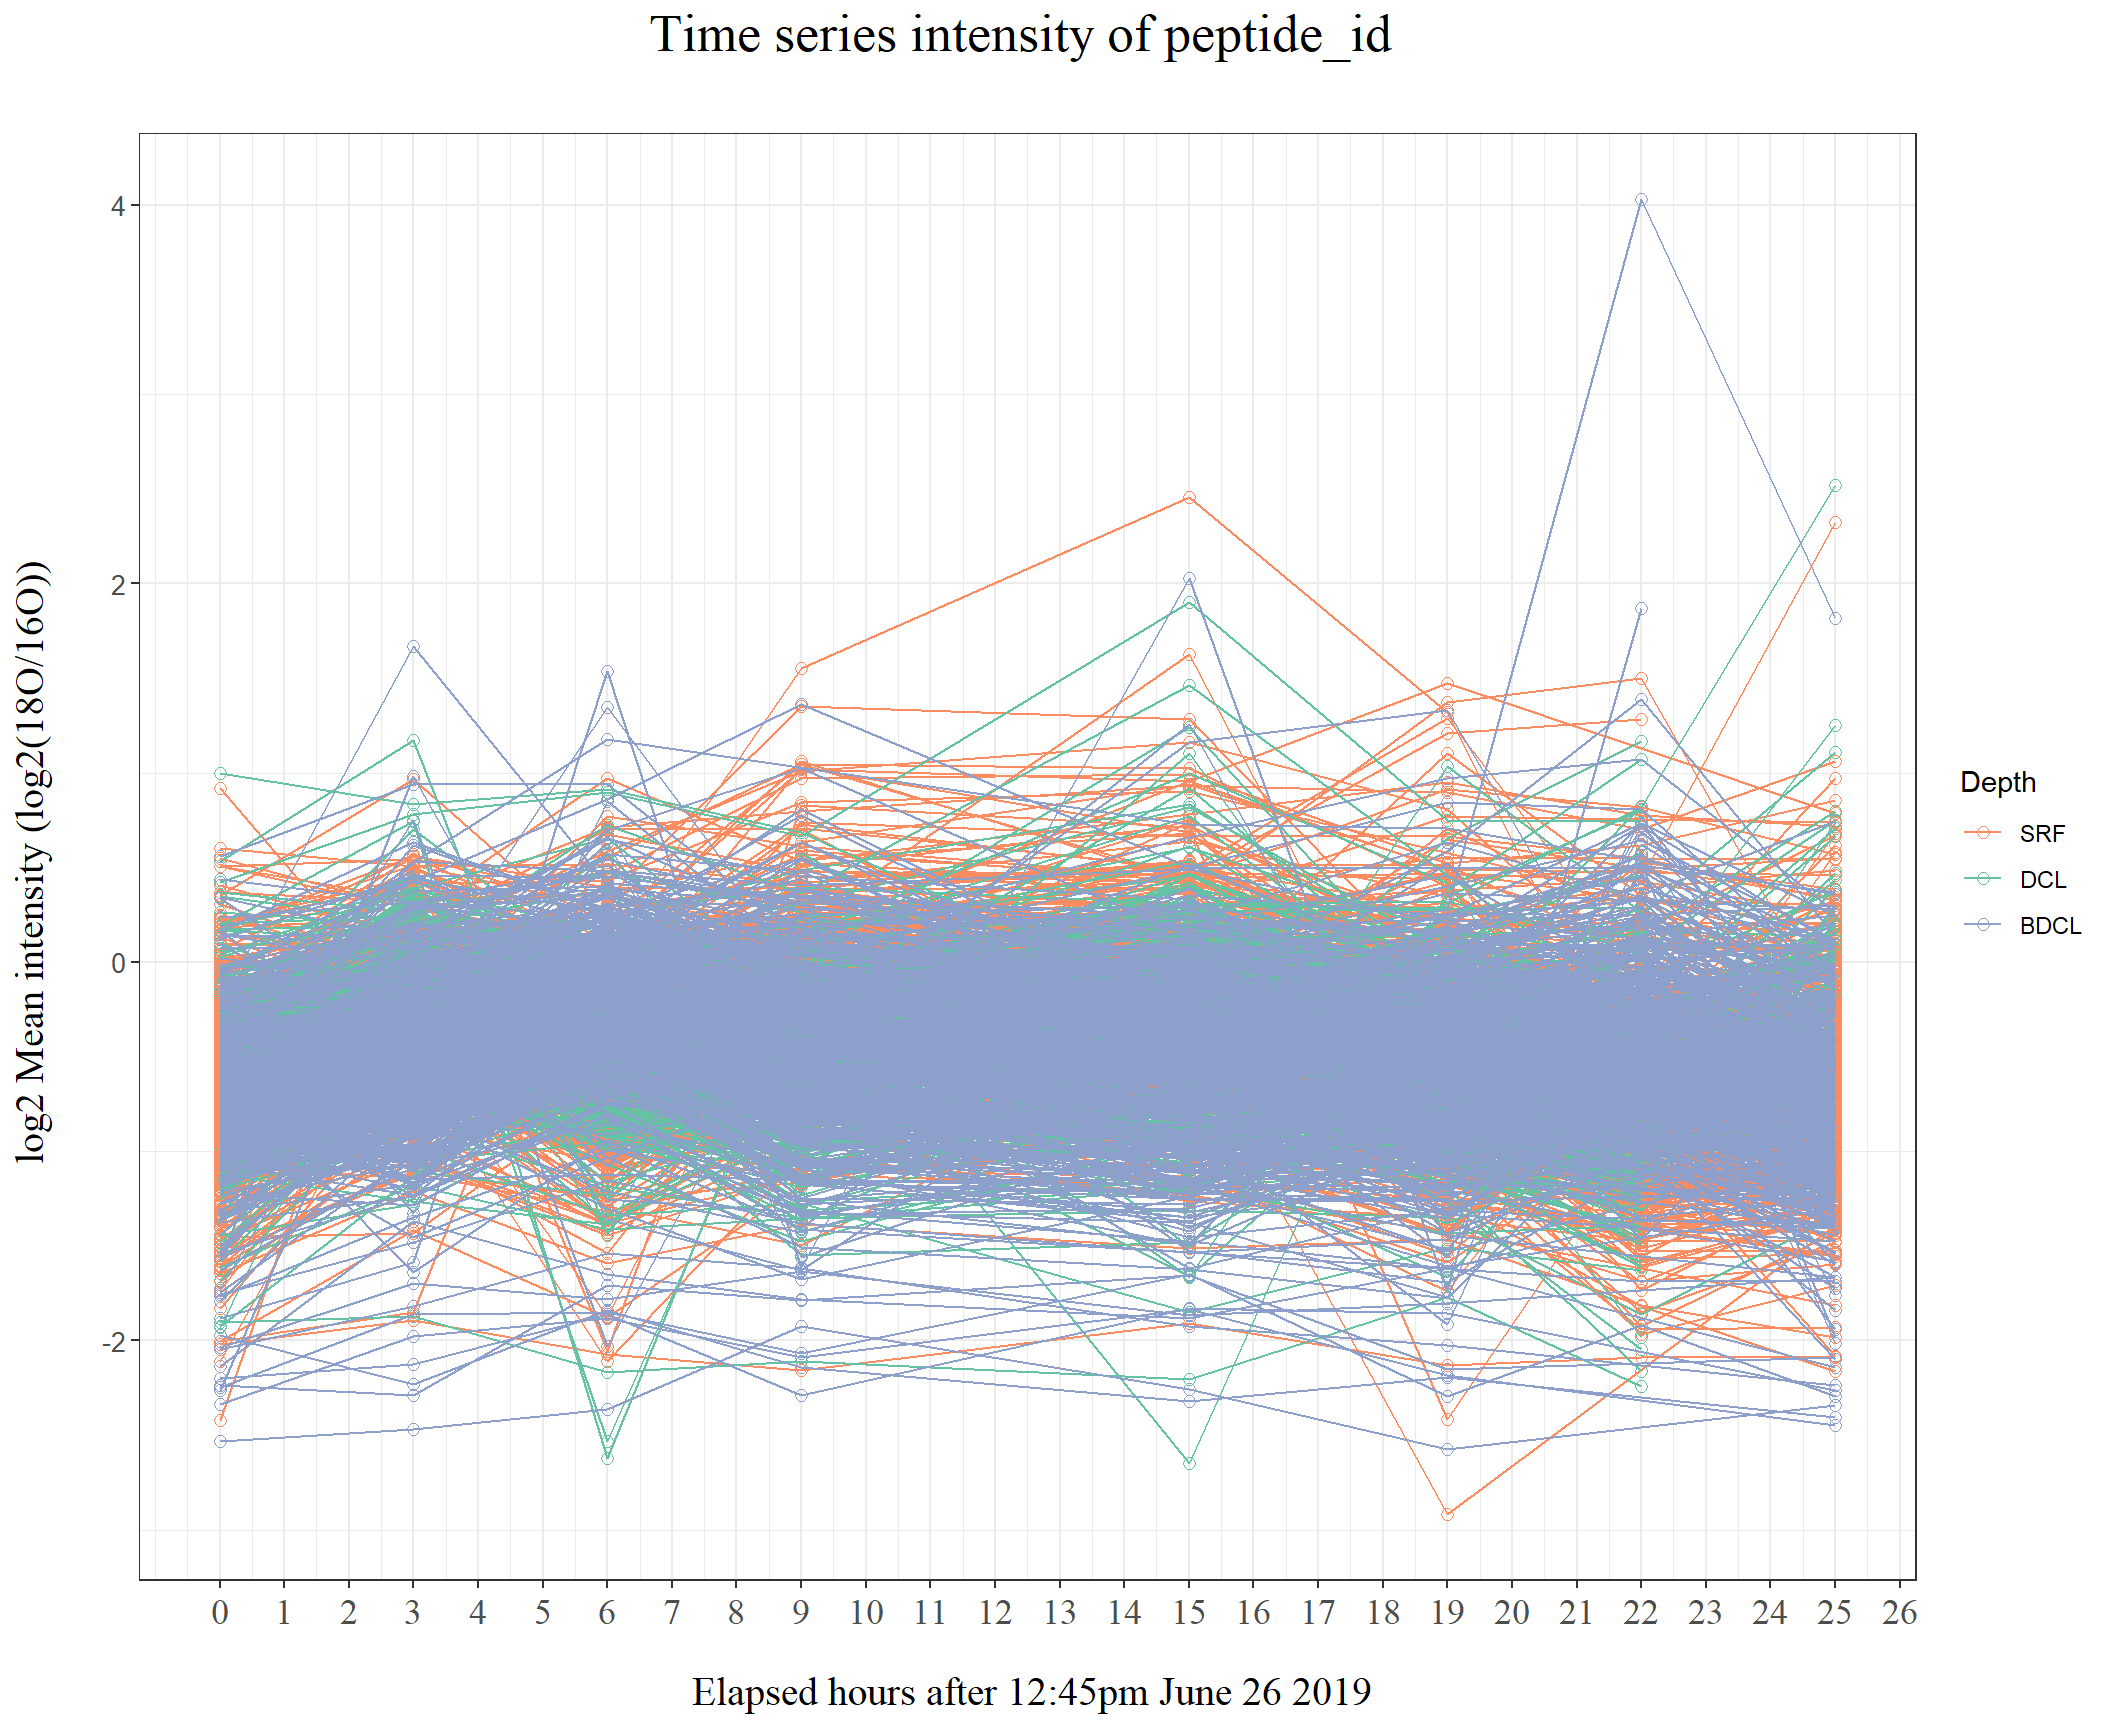 Time series intensity of peptide_id
log2 Mean intensity (log2(18O/16O))
4
2
0
-2
0 1 2 3 4 5 6 7 8 9 10 11 12 13 14 15 16 17 18 19 20 21 22 23 24 25 26
Elapsed hours after 12:45pm June 26 2019
Depth
SRF
DCL
BDCL